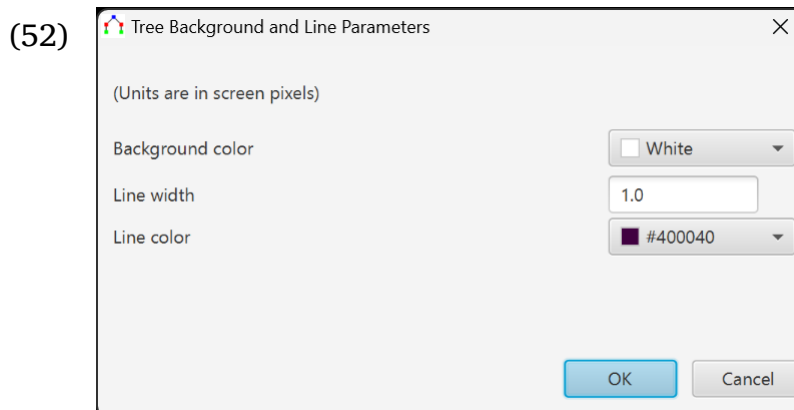 (52)
Tree Background and Line Parameters
(Units are in screen pixels)
Background color White
Line width 1.0
Line color #400040
OK Cancel